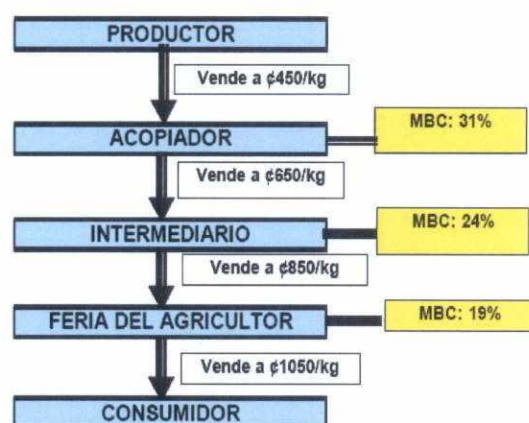 PRODUCTOR
Vende a ¢450/kg
ACOPIADOR
MBC: 31%
Vende a ¢650/kg
INTERMEDIARIO
MBC: 24%
Vende a ¢850/kg
FERIA DEL AGRICULTOR
MBC: 19%
Vende a ¢1050/kg
CONSUMIDOR